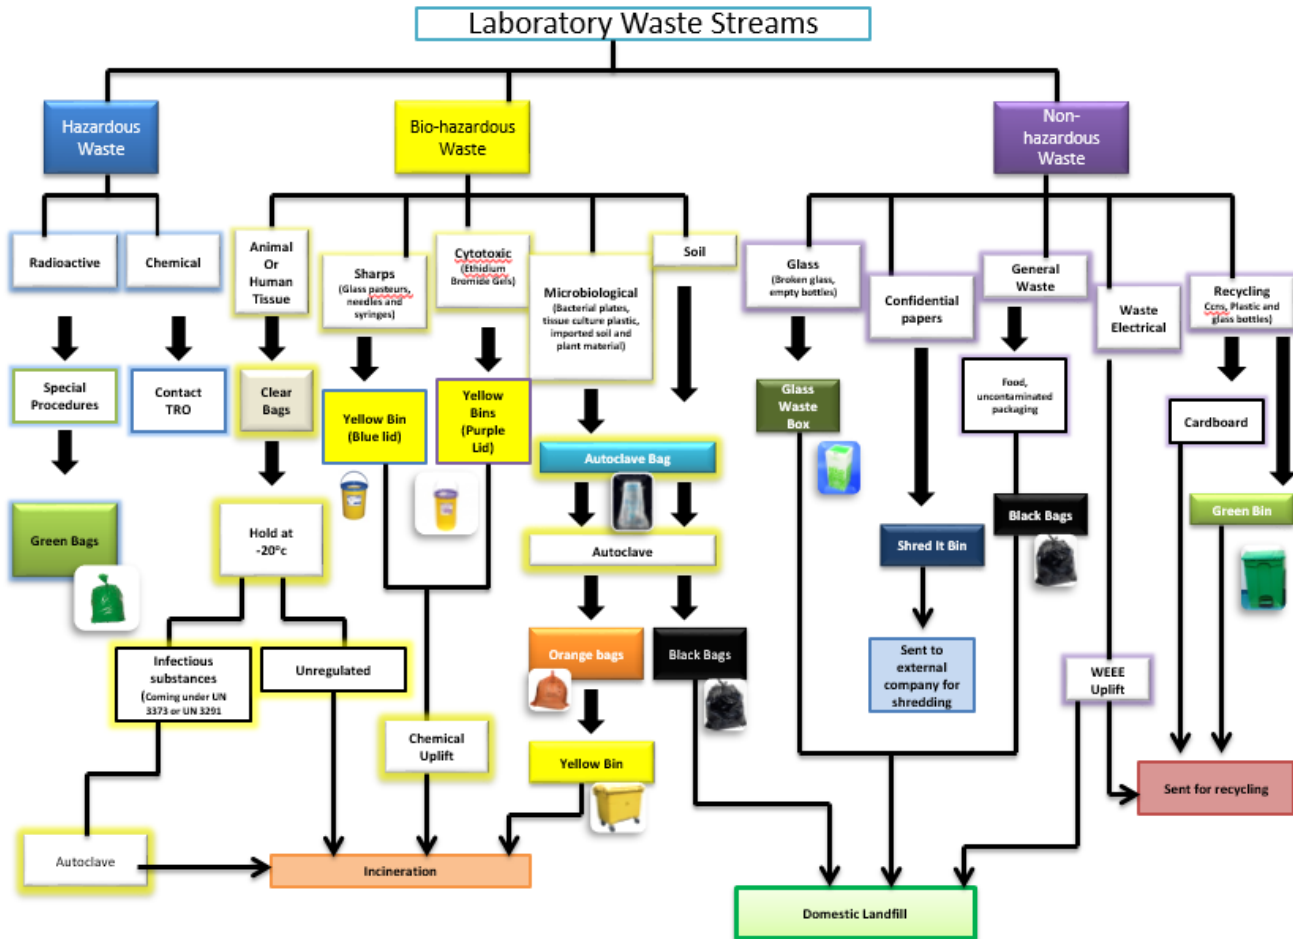 Laboratory Waste Streams
Hazardous
Waste
Bio-hazardous
Waste
Non-
hazardous
Waste
Radioactive
Chemical
Animal
Or
Human
Tissue
Sharps
(Glass pasteurs,
needles and
syringes)
Cytotoxic
(Ethidium
Bromide Gels)
Microbiological
(Bacterial plates,
tissue culture plastic,
imported soil and
plant material)
Soil
Glass
(Broken glass,
empty bottles)
Confidential
papers
General
Waste
Waste
Electrical
Recycling
Ccns, Plastic and
glass bottles)
Special
Procedures
Contact
TRO
Clear
Bags
Yellow Bin
(Blue lid)
Yellow
Bins
(Purple
Lid)
Autoclave Bag
Glass
Waste
Box
Food,
uncontaminated
packaging
Cardboard
Green Bags
Hold at
-20°c
Autoclave
Shred It Bin
Black Bags
Green Bin
Infectious
substances
(Coming under UN
3373 or UN 3291
Unregulated
Orange bags
Black Bags
Sent to
external
company for
shredding
WEEE
Uplift
Chemical
Uplift
Yellow Bin
Sent for recycling
Autoclave
Incineration
Domestic Landfill